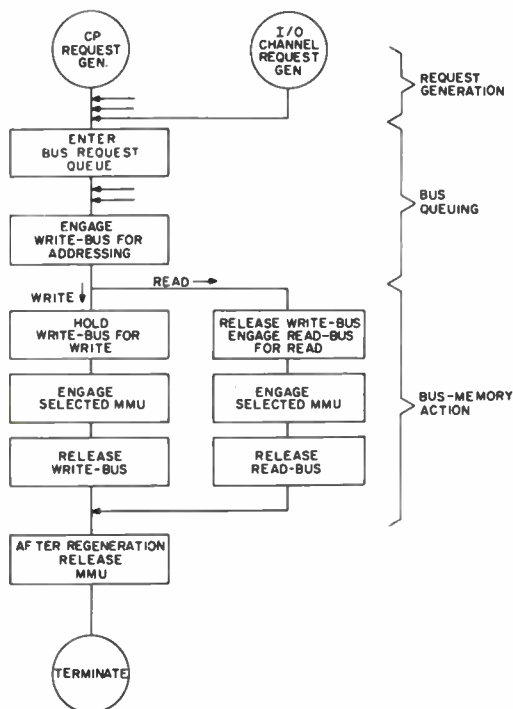 CP
REQUEST
GEN.
I/O
CHANNEL
REQUEST
GEN
REQUEST
GENERATION
ENTER
BUS REQUEST
QUEUE
BUS
QUEUING
ENGAGE
WRITE-BUS FOR
ADDRESSING
READ
WRITE
HOLD
WRITE-BUS FOR
WRITE
RELEASE WRITE-BUS
ENGAGE READ-BUS
FOR READ
ENGAGE
SELECTED MMU
ENGAGE
SELECTED MMU
BUS-MEMORY
ACTION
RELEASE
WRITE-BUS
RELEASE
READ-BUS
AFTER REGENERATION
RELEASE
MMU
TERMINATE